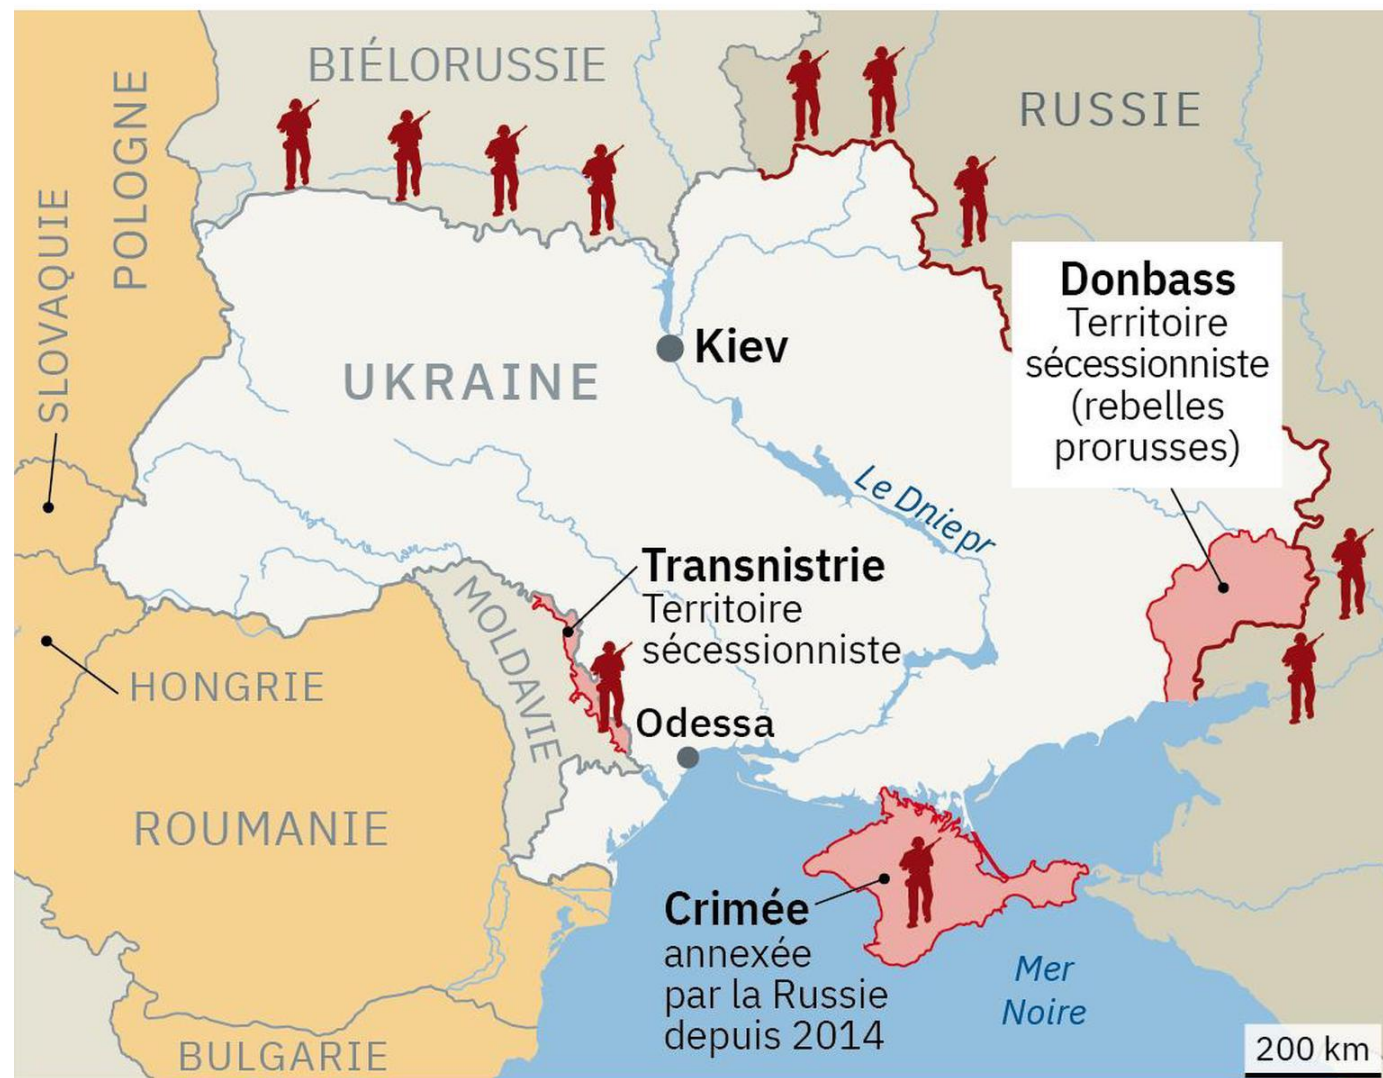 BIÉLORUSSIE
RUSSIE
POLOGNE
SLOVAQUIE
Donbass
Territoire
sécessionniste
(rebelles
prorusses)
Kiev
UKRAINE
Le Dniepr
Transnistrie
Territoire
sécessionniste
MOLDAVIE
HONGRIE
Odessa
ROUMANIE
Crimée
annexée
par la Russie
depuis 2014
Mer
Noire
BULGARIE
200 km